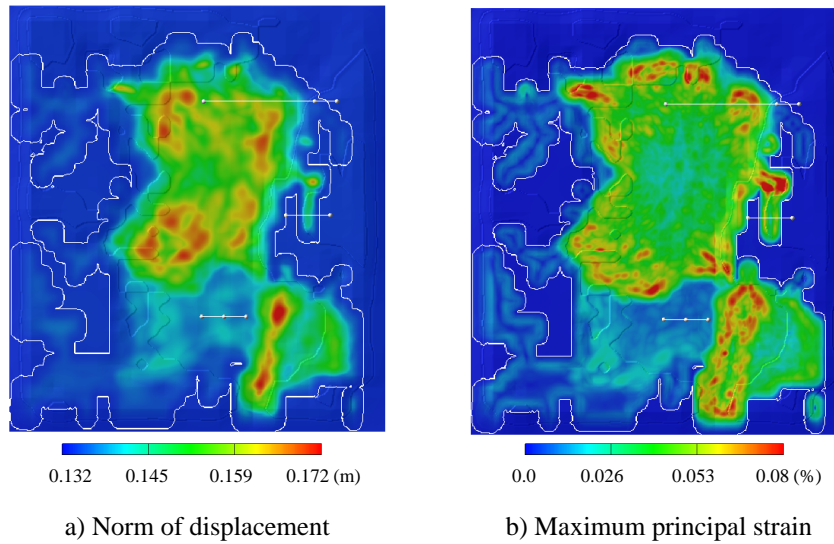 0.132 0.145 0.159 0.172 (m)
0.0 0.026 0.053 0.08 (%)
a) Norm of displacement
b) Maximum principal strain